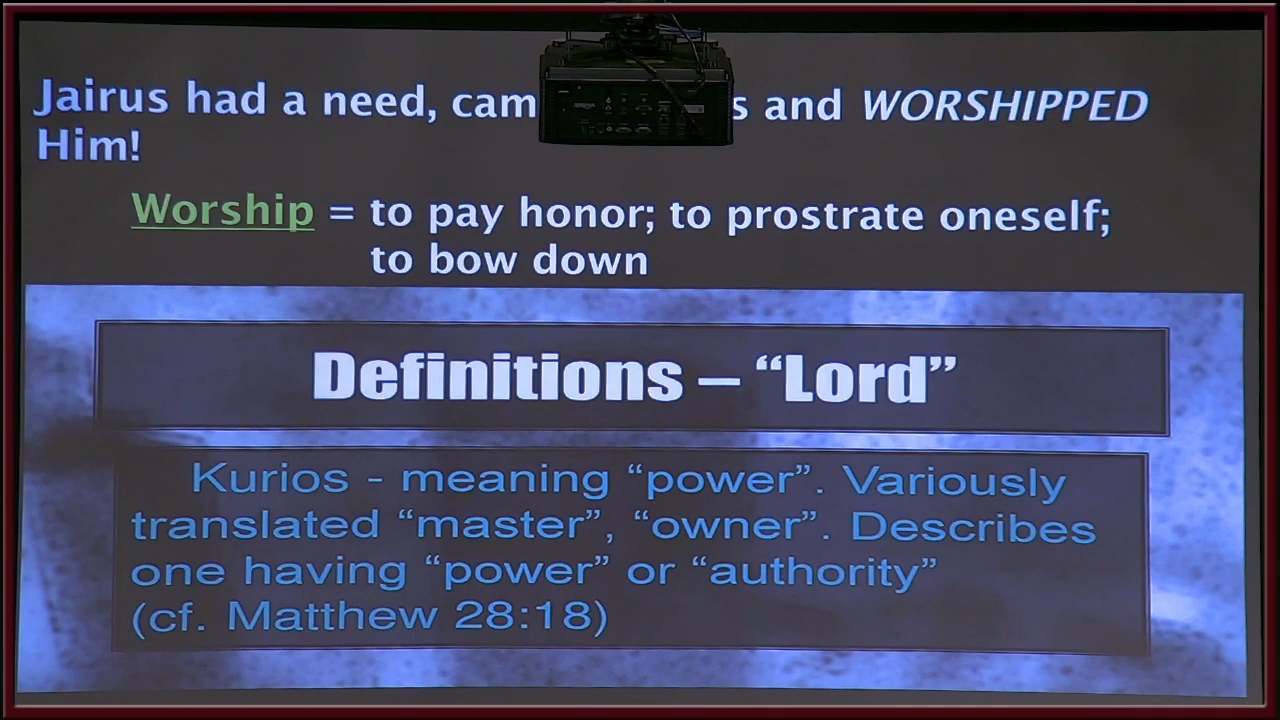 Jairus had a need, cam s and WORSHIPPED
Him!
Worship = to pay honor; to prostrate oneself;
to bow down
Definitions – “Lord”
Kurios - meaning “power”. Variously
translated “master”, “owner”. Describes
one having “power” or “authority”
(cf. Matthew 28:18)